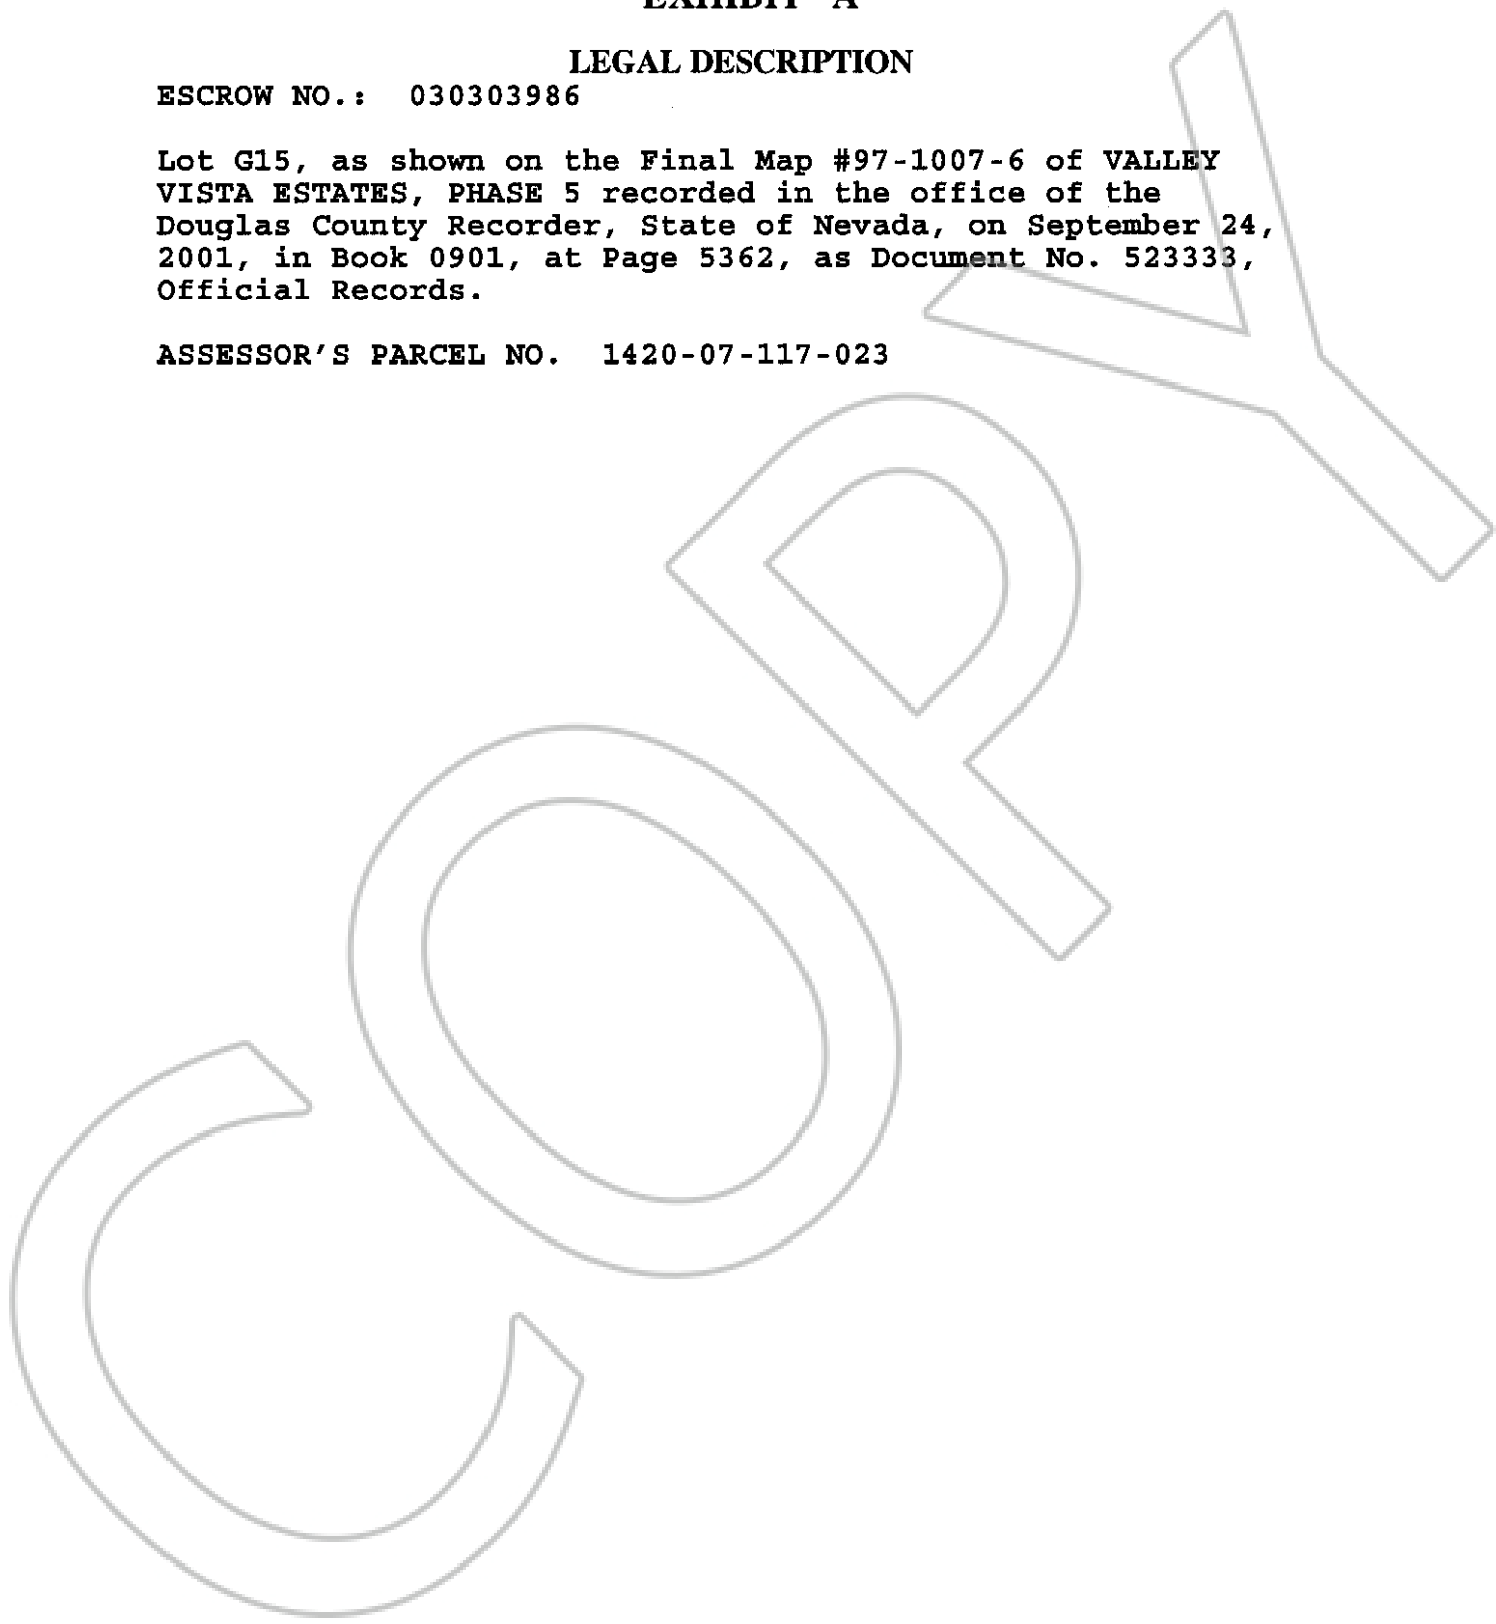 EXHIBIT "A"
LEGAL DESCRIPTION
ESCROW NO.: 030303986
Lot G15, as shown on the Final Map #97-1007-6 of VALLEY
VISTA ESTATES, PHASE 5 recorded in the office of the
Douglas County Recorder, State of Nevada, on September 24,
2001, in Book 0901, at Page 5362, as Document No. 523333,
Official Records.
ASSESSOR'S PARCEL NO. 1420-07-117-023
COPY